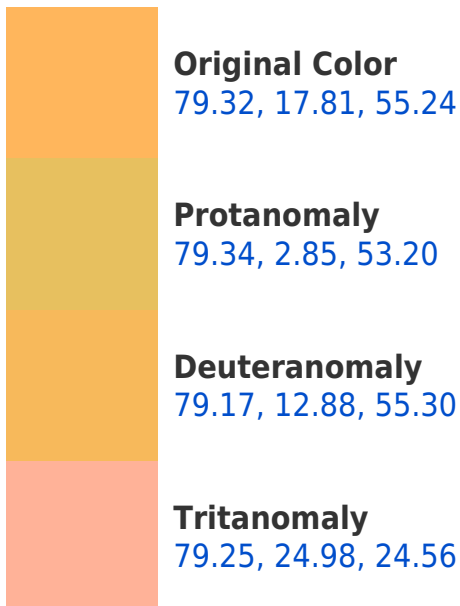 Original Color
79.32, 17.81, 55.24
Protanomaly
79.34, 2.85, 53.20
Deuteranomaly
79.17, 12.88, 55.30
Tritanomaly
79.25, 24.98, 24.56